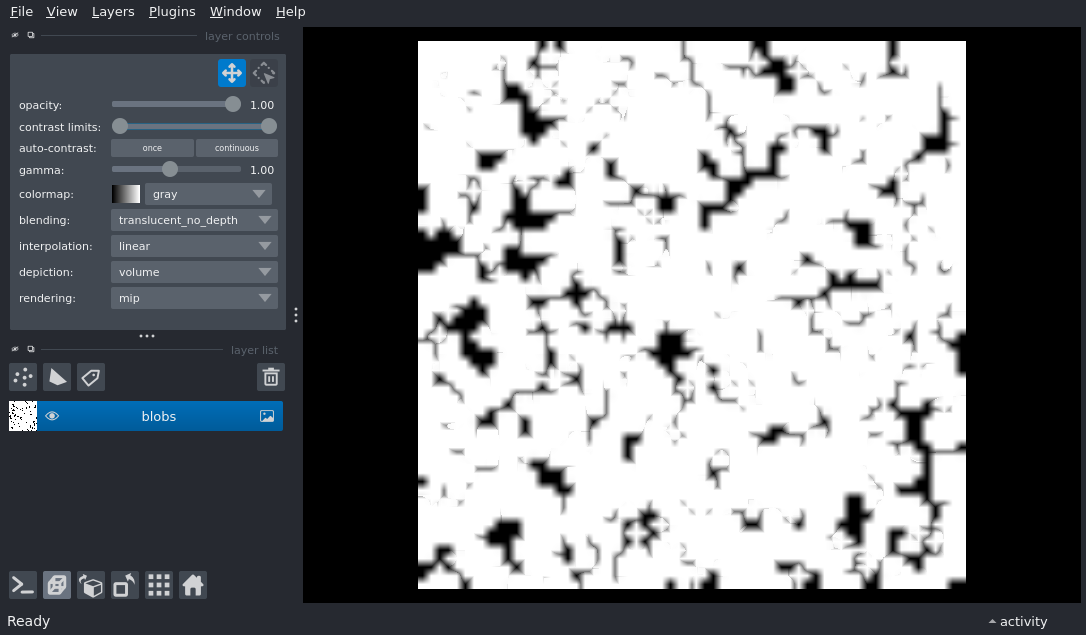 File View Layers Plugins Window Help
layer controls
opacity: 1.00
contrast limits:
auto-contrast: once continuous
gamma: 1.00
colormap: gray
blending: translucent_no_depth
interpolation: linear
depiction: volume
rendering: mip
layer list
blobs
Ready activity